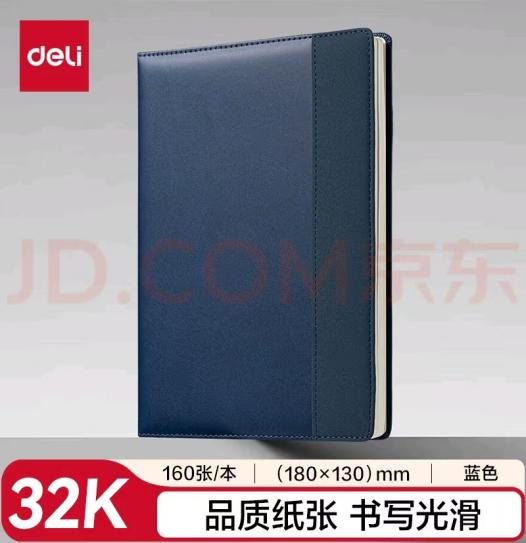 deli
JD.COM京东
160张/本 | (180×130)mm | 蓝色
32K
品质纸张 书写光滑